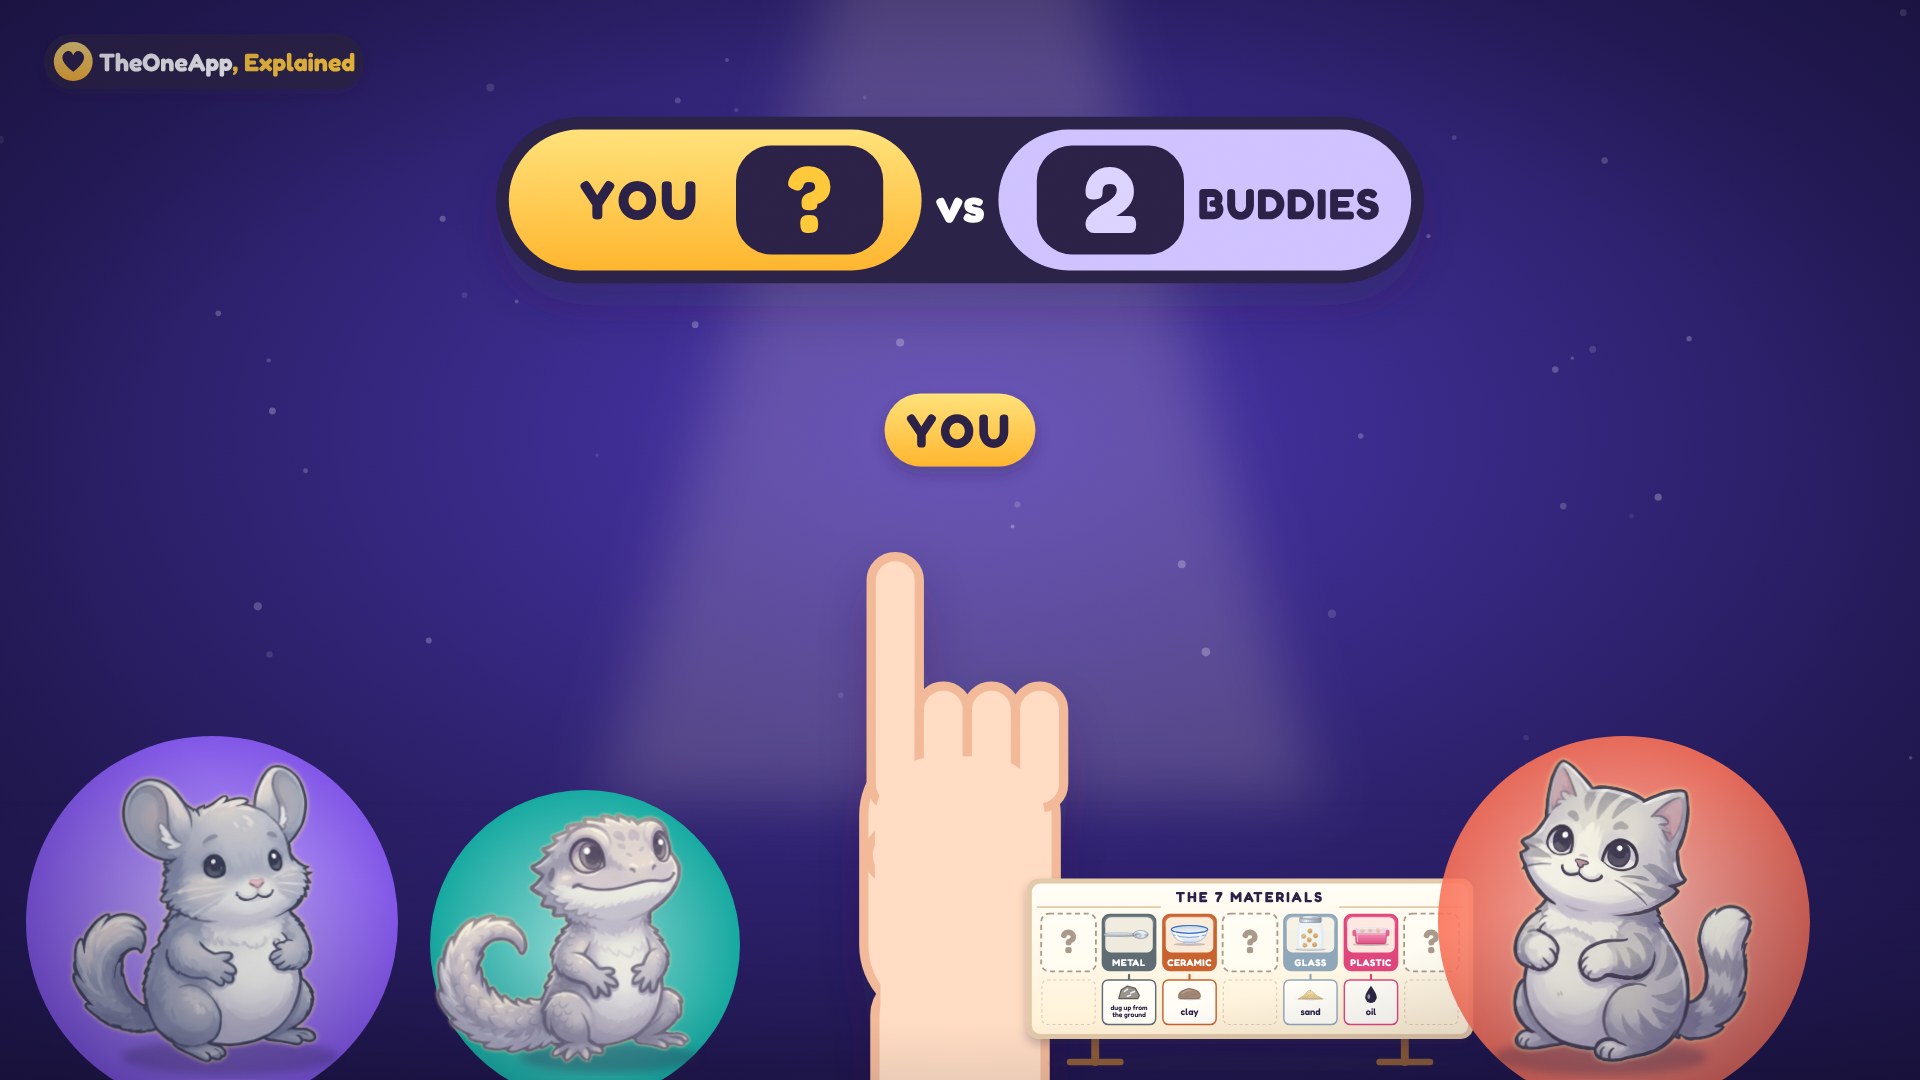 TheOneApp, Explained
YOU ? vs 2 BUDDIES
YOU
THE 7 MATERIALS
? METAL CERAMIC ? GLASS PLASTIC ?
dug up from the ground clay sand oil